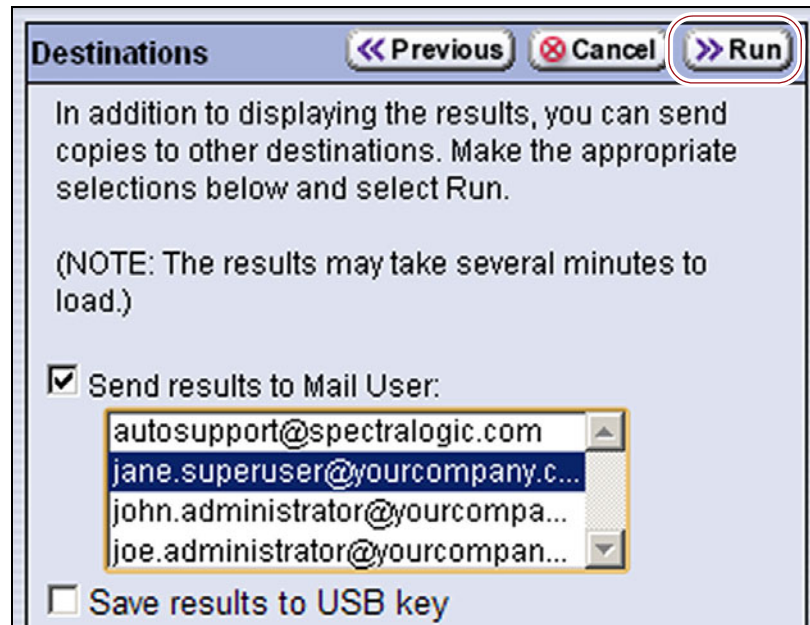 Destinations Previous Cancel Run
In addition to displaying the results, you can send
copies to other destinations. Make the appropriate
selections below and select Run.
(NOTE: The results may take several minutes to
load.)
Send results to Mail User:
autosupport@spectralogic.com
jane.superuser@yourcompany.c...
john.administrator@yourcompa...
joe.administrator@yourcompan...
Save results to USB key